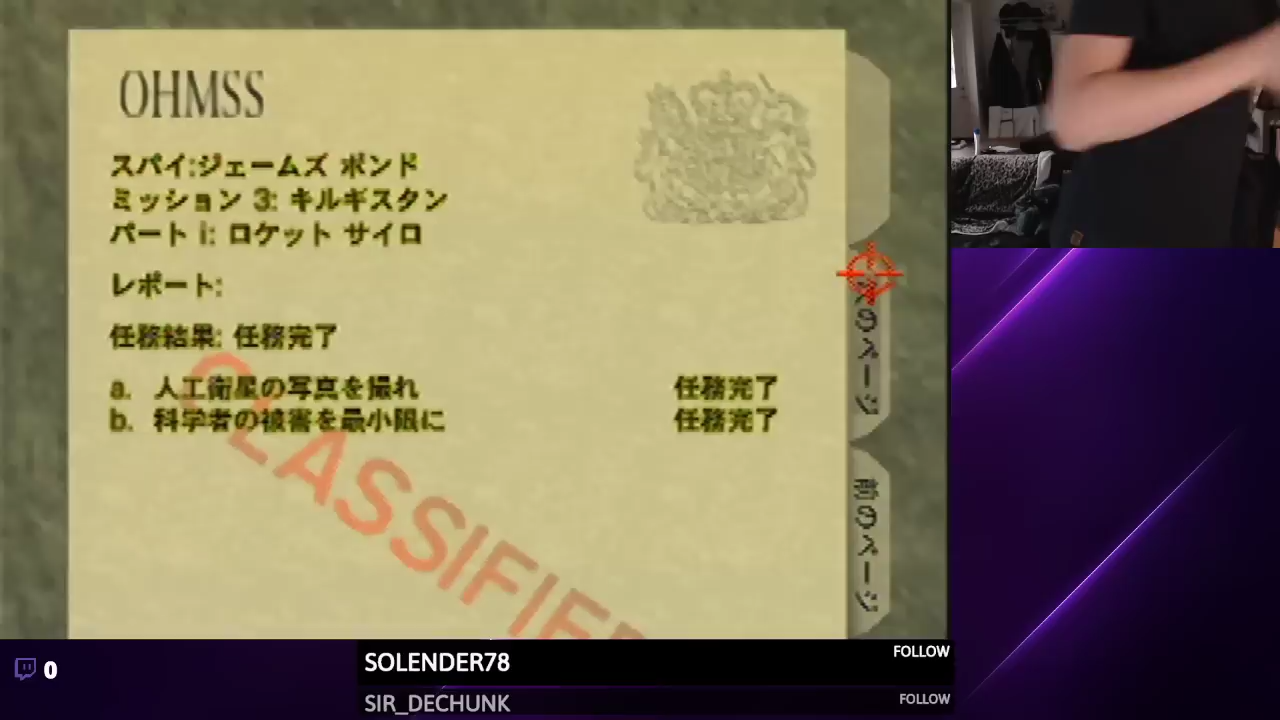 OHMSS
スパイ:ジェームズ ボンド
ミッション 3: キルギスタン
パート i: ロケット サイロ
レポート:
任務結果: 任務完了
a. 人工衛星の写真を撮れ 任務完了
b. 科学者の被害を最小限に 任務完了
CLASSIFIED
次のページ
前のページ
0
SOLENDER78 FOLLOW
SIR_DECHUNK FOLLOW